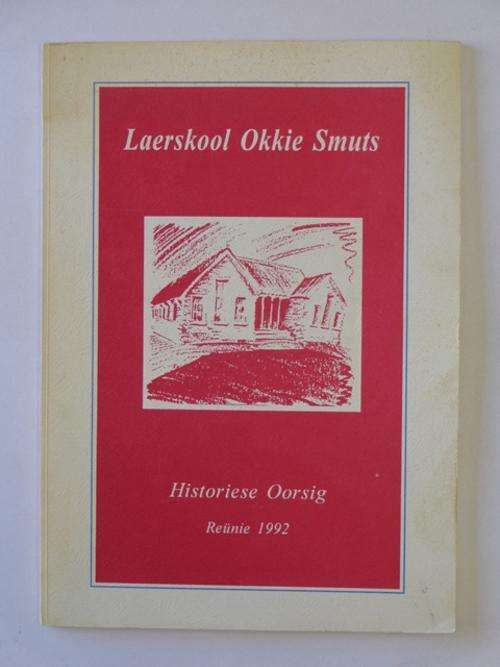 Laerskool Okkie Smuts
Historiese Oorsig
Reünie 1992